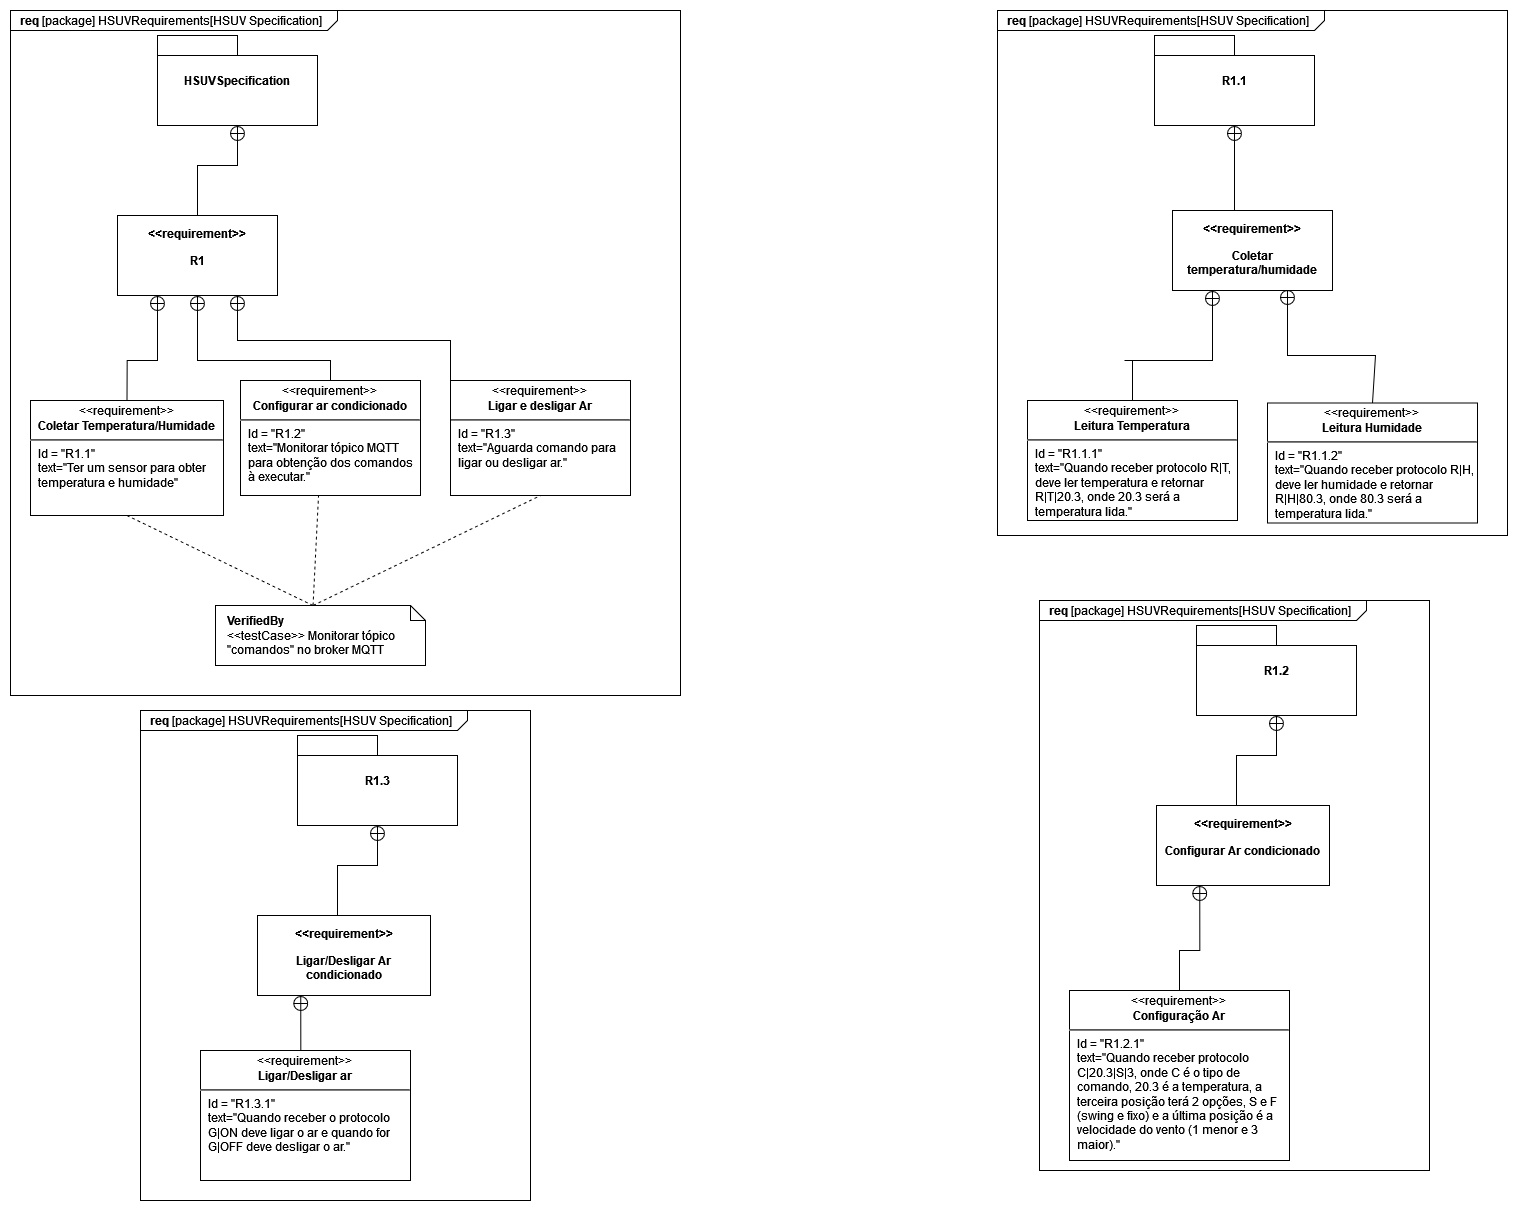 req [package] HSUVRequirements[HSUV Specification]
HSUVSpecification
<<requirement>>
R1
<<requirement>>
Coletar Temperatura/Humidade
Id = "R1.1"
text="Ter um sensor para obter
temperatura e humidade"
<<requirement>>
Configurar ar condicionado
Id = "R1.2"
text="Monitorar tópico MQTT
para obtenção dos comandos
à executar."
<<requirement>>
Ligar e desligar Ar
Id = "R1.3"
text="Aguarda comando para
ligar ou desligar ar."
VerifiedBy
<<testCase>> Monitorar tópico
"comandos" no broker MQTT
req [package] HSUVRequirements[HSUV Specification]
R1.1
<<requirement>>
Coletar
temperatura/humidade
<<requirement>>
Leitura Temperatura
Id = "R1.1.1"
text="Quando receber protocolo R|T,
deve ler temperatura e retornar
R|T|20.3, onde 20.3 será a
temperatura lida."
<<requirement>>
Leitura Humidade
Id = "R1.1.2"
text="Quando receber protocolo R|H,
deve ler humidade e retornar
R|H|80.3, onde 80.3 será a
temperatura lida."
req [package] HSUVRequirements[HSUV Specification]
R1.3
<<requirement>>
Ligar/Desligar Ar
condicionado
<<requirement>>
Ligar/Desligar ar
Id = "R1.3.1"
text="Quando receber o protocolo
G|ON deve ligar o ar e quando for
G|OFF deve desligar o ar."
req [package] HSUVRequirements[HSUV Specification]
R1.2
<<requirement>>
Configurar Ar condicionado
<<requirement>>
Configuração Ar
Id = "R1.2.1"
text="Quando receber protocolo
C|20.3|S|3, onde C é o tipo de
comando, 20.3 é a temperatura, a
terceira posição terá 2 opções, S e F
(swing e fixo) e a última posição é a
velocidade do vento (1 menor e 3
maior)."